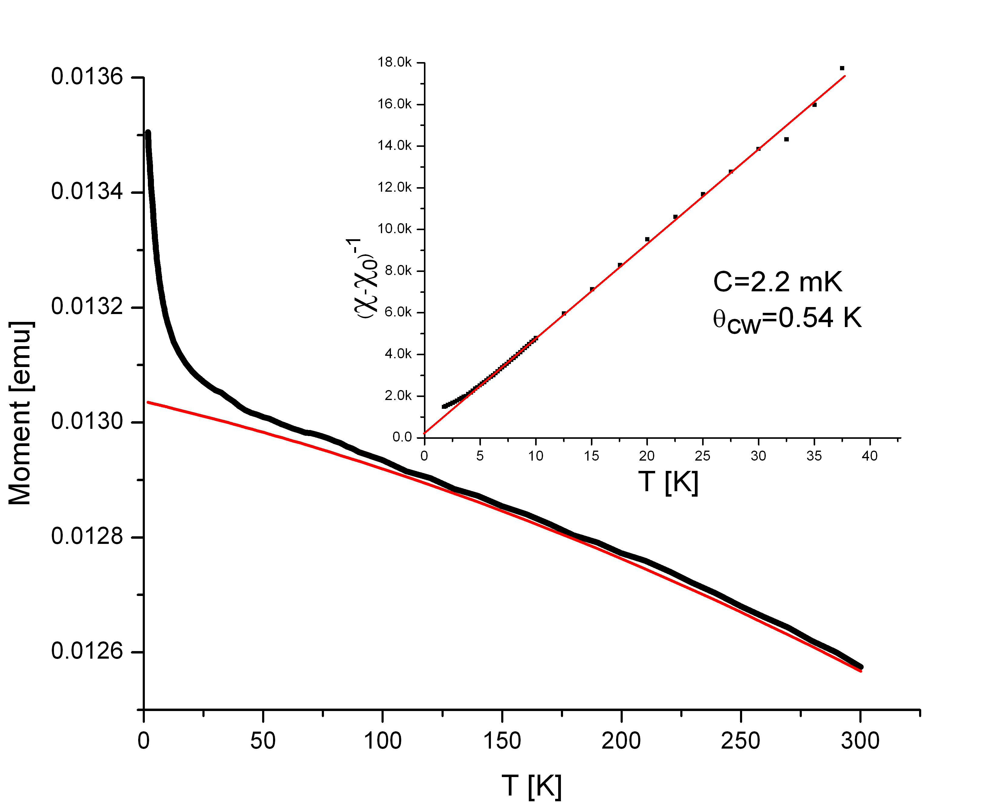 0.0136
0.0134
0.0132
0.0130
0.0128
0.0126
Moment [emu]
0 50 100 150 200 250 300
T [K]
18.0k
16.0k
14.0k
12.0k
10.0k
8.0k
6.0k
4.0k
2.0k
0.0
(χ-χ0)-1
0 5 10 15 20 25 30 35 40
T [K]
C=2.2 mK
θCW=0.54 K